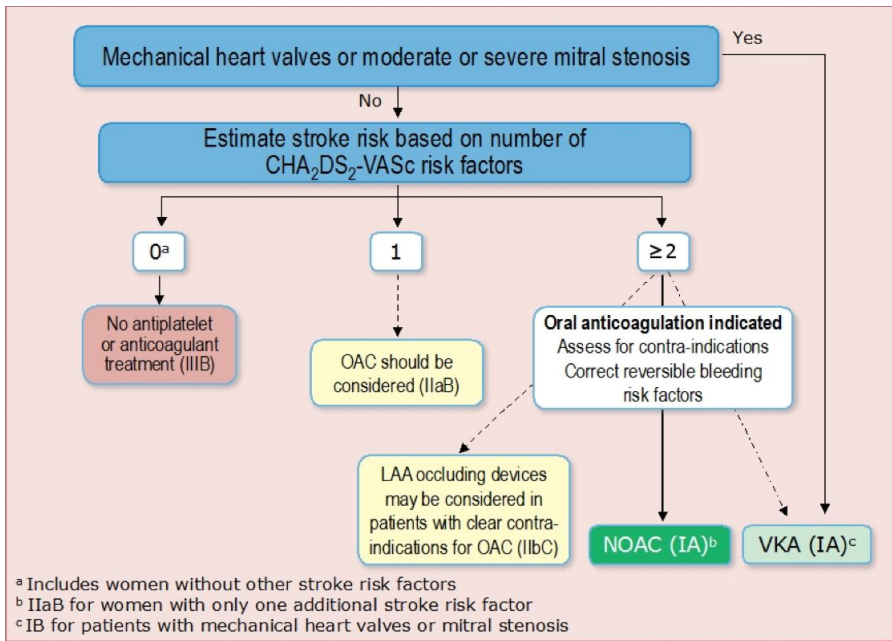 Mechanical heart valves or moderate or severe mitral stenosis
Yes
No
Estimate stroke risk based on number of
CHA₂DS₂-VASc risk factors
0ᵃ
1
≥2
No antiplatelet
or anticoagulant
treatment (IIIB)
OAC should be
considered (IIaB)
Oral anticoagulation indicated
Assess for contra-indications
Correct reversible bleeding
risk factors
LAA occluding devices
may be considered in
patients with clear contra-
indications for OAC (IIbC)
NOAC (IA)ᵇ
VKA (IA)ᶜ
ᵃ Includes women without other stroke risk factors
ᵇ IIaB for women with only one additional stroke risk factor
ᶜ IB for patients with mechanical heart valves or mitral stenosis